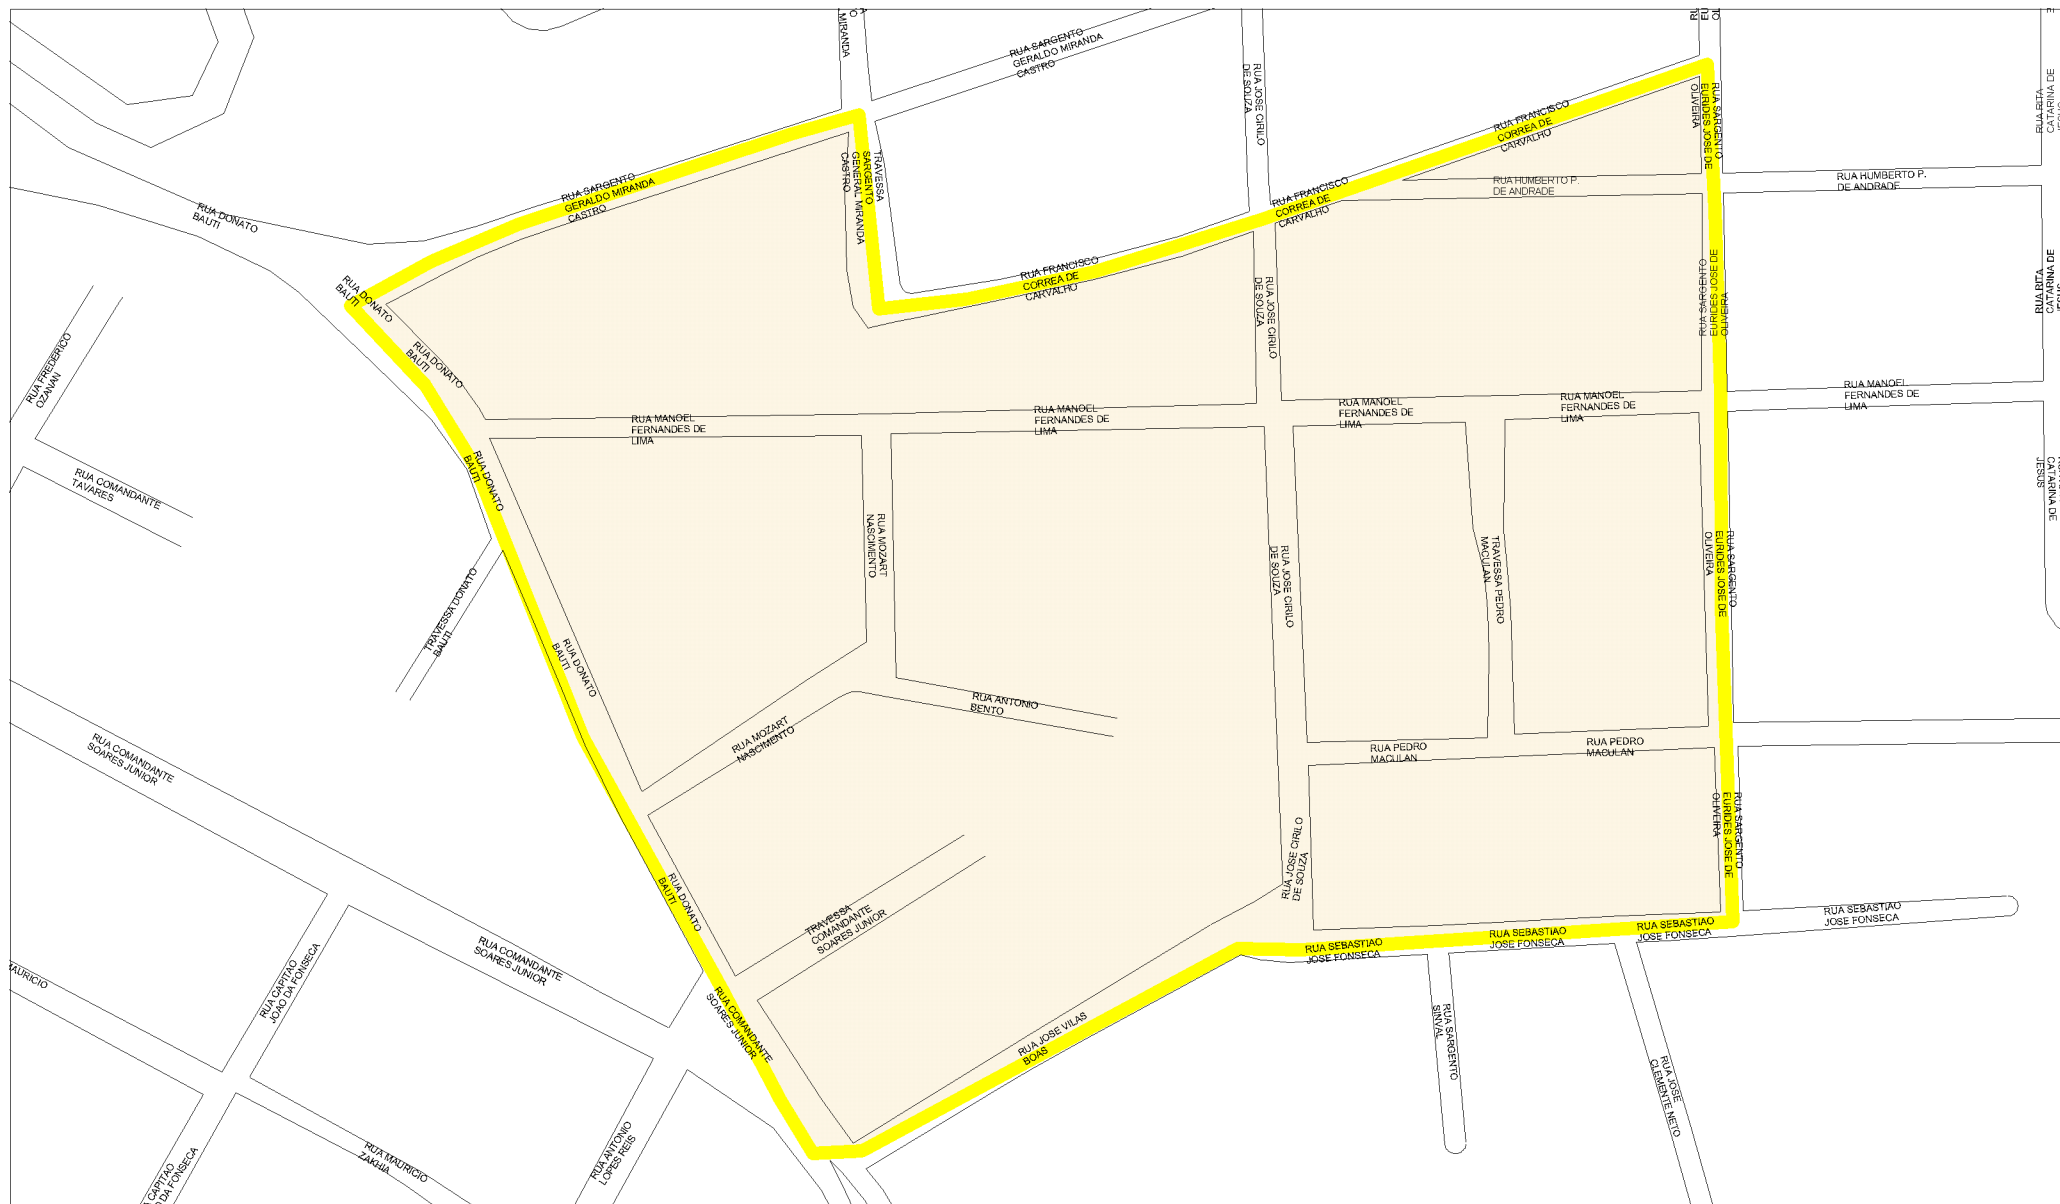 MIRANDA
RUA SARGENTO
GERALDO MIRANDA
CASTRO
RUA JOSE CIRILO
DE SOUZA
RUA FRANCISCO
CORREA DE
CARVALHO
RUA SARGENTO
EURIDES JOSE DE
OLIVEIRA
RUA RITA
CATARINA DE
RUA HUMBERTO P.
DE ANDRADE
RUA HUMBERTO P.
DE ANDRADE
RUA SARGENTO
GERALDO MIRANDA
CASTRO
TRAVESSA
SARGENTO
GENERAL MIRANDA
CASTRO
RUA DONATO
BAUTI
RUA FRANCISCO
CORREA DE
CARVALHO
RUA FRANCISCO
CORREA DE
CARVALHO
RUA DONATO
BAUTI
RUA JOSE CIRILO
DE SOUZA
RUA SARGENTO
EURIDES JOSE DE
OLIVEIRA
RUA RITA
CATARINA DE
RUA FREDERICO
OZANAN
RUA DONATO
BAUTI
RUA MANOEL
FERNANDES DE
LIMA
RUA MANOEL
FERNANDES DE
LIMA
RUA MANOEL
FERNANDES DE
LIMA
RUA MANOEL
FERNANDES DE
LIMA
RUA MANOEL
FERNANDES DE
LIMA
RUA COMANDANTE
TAVARES
RUA DONATO
BAUTI
CATARINA DE
JESUS
RUA MOZART
NASCIMENTO
RUA JOSE CIRILO
DE SOUZA
TRAVESSA PEDRO
MACULAN
RUA SARGENTO
EURIDES JOSE DE
OLIVEIRA
TRAVESSA DONATO
BAUTI
RUA DONATO
BAUTI
RUA ANTONIO
BENTO
RUA MOZART
NASCIMENTO
RUA PEDRO
MACULAN
RUA PEDRO
MACULAN
RUA COMANDANTE
SOARES JUNIOR
RUA SARGENTO
EURIDES JOSE DE
OLIVEIRA
RUA JOSE CIRILO
DE SOUZA
RUA DONATO
BAUTI
TRAVESSA
COMANDANTE
SOARES JUNIOR
RUA SEBASTIAO
JOSE FONSECA
RUA SEBASTIAO
JOSE FONSECA
RUA SEBASTIAO
JOSE FONSECA
RUA SEBASTIAO
JOSE FONSECA
RUA COMANDANTE
SOARES JUNIOR
RUA CAPITAO
JOAO DA FONSECA
MAURICIO
RUA COMANDANTE
SOARES JUNIOR
RUA JOSE VILAS
BOAS
RUA SARGENTO
SINVAL
RUA JOSE
CLEMENTE NETO
RUA ANTONIO
LOPES REIS
RUA MAURICIO
ZAKHIA
CAPITAO
DA FONSECA